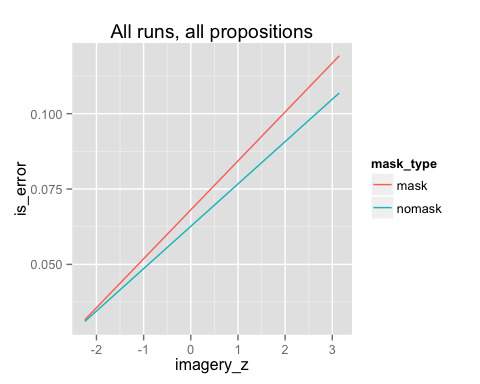 All runs, all propositions
is_error
0.100
0.075
0.050
-2 -1 0 1 2 3
imagery_z
mask_type
mask
nomask